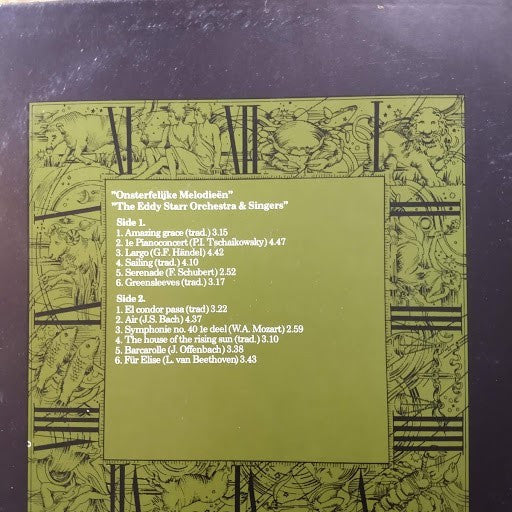 XI
XII
I
"Onsterfelijke Melodieën"
"The Eddy Starr Orchestra & Singers"
Side 1.
1. Amazing grace (trad.) 3.15
2. 1e Pianoconcert (P.I. Tschaikowsky) 4.47
3. Largo (G.F. Händel) 4.42
4. Sailing (trad.) 4.10
5. Serenade (F. Schubert) 2.52
6. Greensleeves (trad.) 3.17
Side 2.
1. El condor pasa (trad) 3.22
2. Air (J.S. Bach) 4.37
3. Symphonie no. 40 1e deel (W.A. Mozart) 2.59
4. The house of the rising sun (trad.) 3.10
5. Barcarolle (J. Offenbach) 3.38
6. Für Elise (L. van Beethoven) 3.43